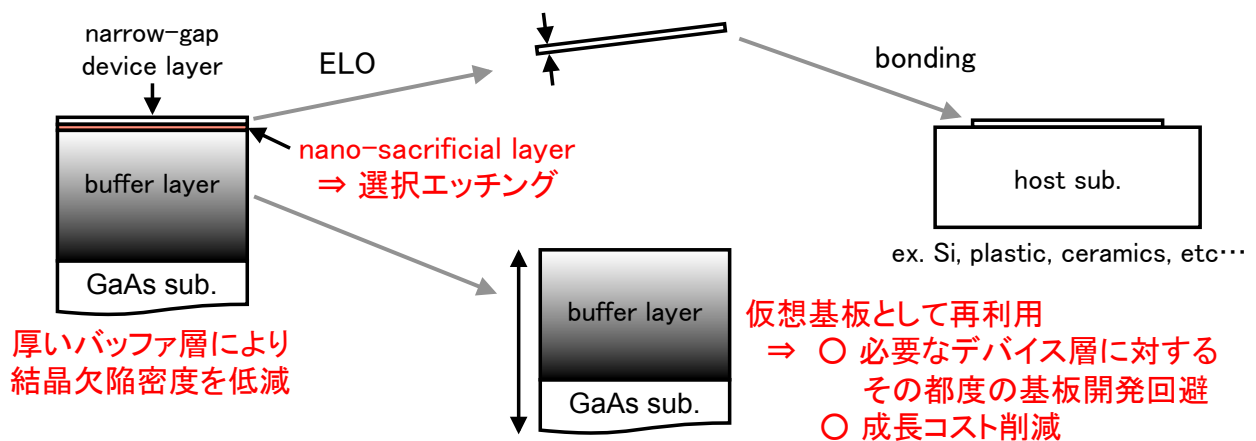 narrow-gap
device layer
ELO
bonding
nano-sacrificial layer
⇒ 選択エッチング
buffer layer
GaAs sub.
厚いバッファ層により
結晶欠陥密度を低減
host sub.
ex. Si, plastic, ceramics, etc…
buffer layer
GaAs sub.
仮想基板として再利用
⇒ ○ 必要なデバイス層に対する
その都度の基板開発回避
○ 成長コスト削減